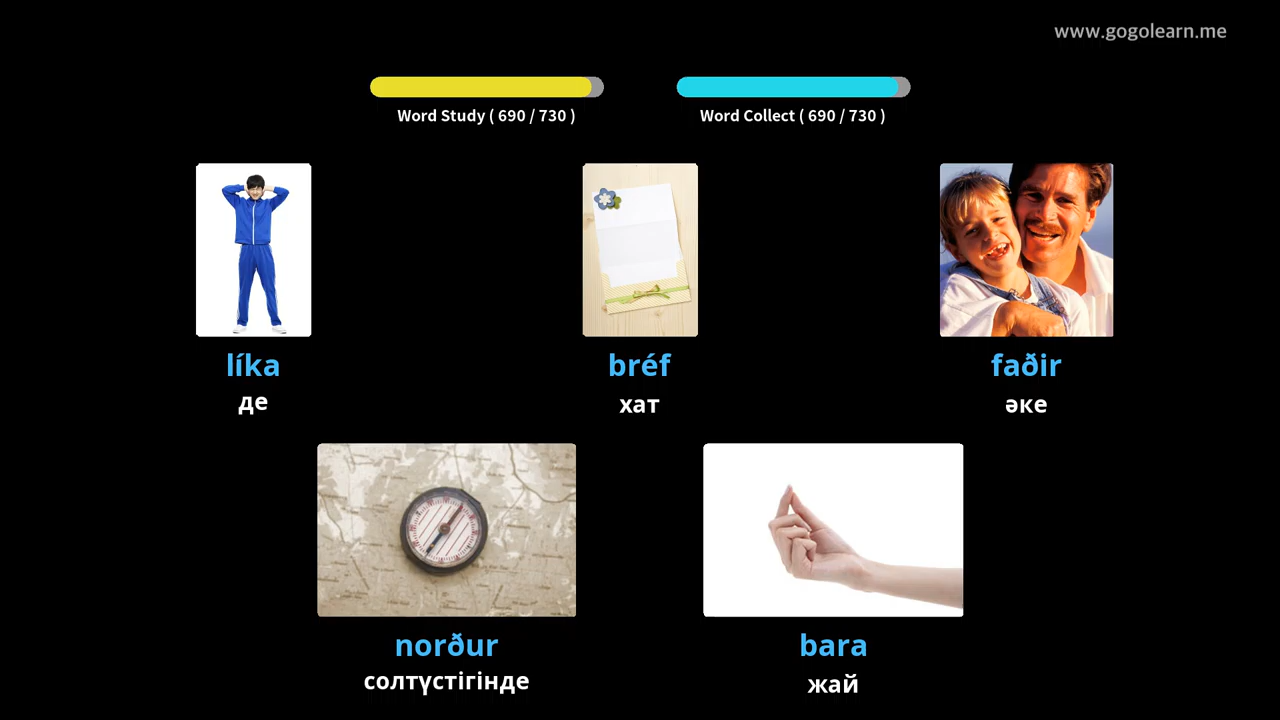 www.gogolearn.me
Word Study ( 690 / 730 )
Word Collect ( 690 / 730 )
líka
де
bréf
хат
faðir
әке
norður
солтүстігінде
bara
жай